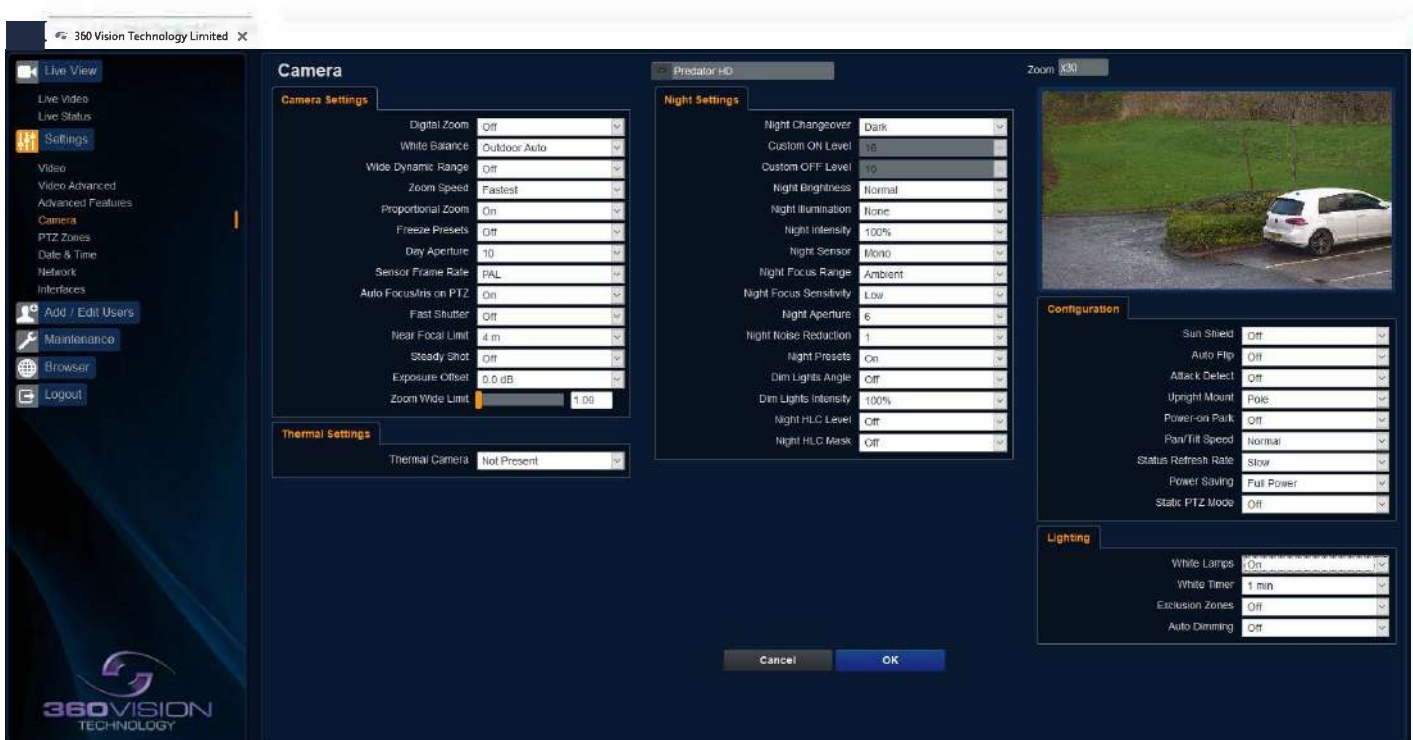 360 Vision Technology Limited X
Live View
Live Video
Live Status
Settings
Video
Video Advanced
Advanced Features
Camera
PTZ Zones
Date & Time
Network
Interfaces
Add / Edit Users
Maintenance
Browser
Logout
360VISION
TECHNOLOGY
Camera
Predator HD
Zoom X30
Camera Settings
Digital Zoom Off
White Balance Outdoor Auto
Wide Dynamic Range Off
Zoom Speed Fastest
Proportional Zoom On
Freeze Presets Off
Day Aperture 10
Sensor Frame Rate PAL
Auto Focus/Iris on PTZ On
Fast Shutter Off
Near Focal Limit 4 m
Steady Shot Off
Exposure Offset 0.0 dB
Zoom Wide Limit 1.09
Thermal Settings
Thermal Camera Not Present
Night Settings
Night Changeover Dark
Custom ON Level 16
Custom OFF Level 10
Night Brightness Normal
Night Illumination None
Night Intensity 100%
Night Sensor Mono
Night Focus Range Ambient
Night Focus Sensitivity Low
Night Aperture 6
Night Noise Reduction 1
Night Presets On
Dim Lights Angle Off
Dim Lights Intensity 100%
Night HLC Level Off
Night HLC Mask Off
Configuration
Sun Shield Off
Auto Flip Off
Attack Detect Off
Upright Mount Pole
Power-on Park Off
Pan/Tilt Speed Normal
Status Refresh Rate Slow
Power Saving Full Power
Static PTZ Mode Off
Lighting
White Lamps On
White Timer 1 min
Exclusion Zones Off
Auto Dimming Off
Cancel
OK